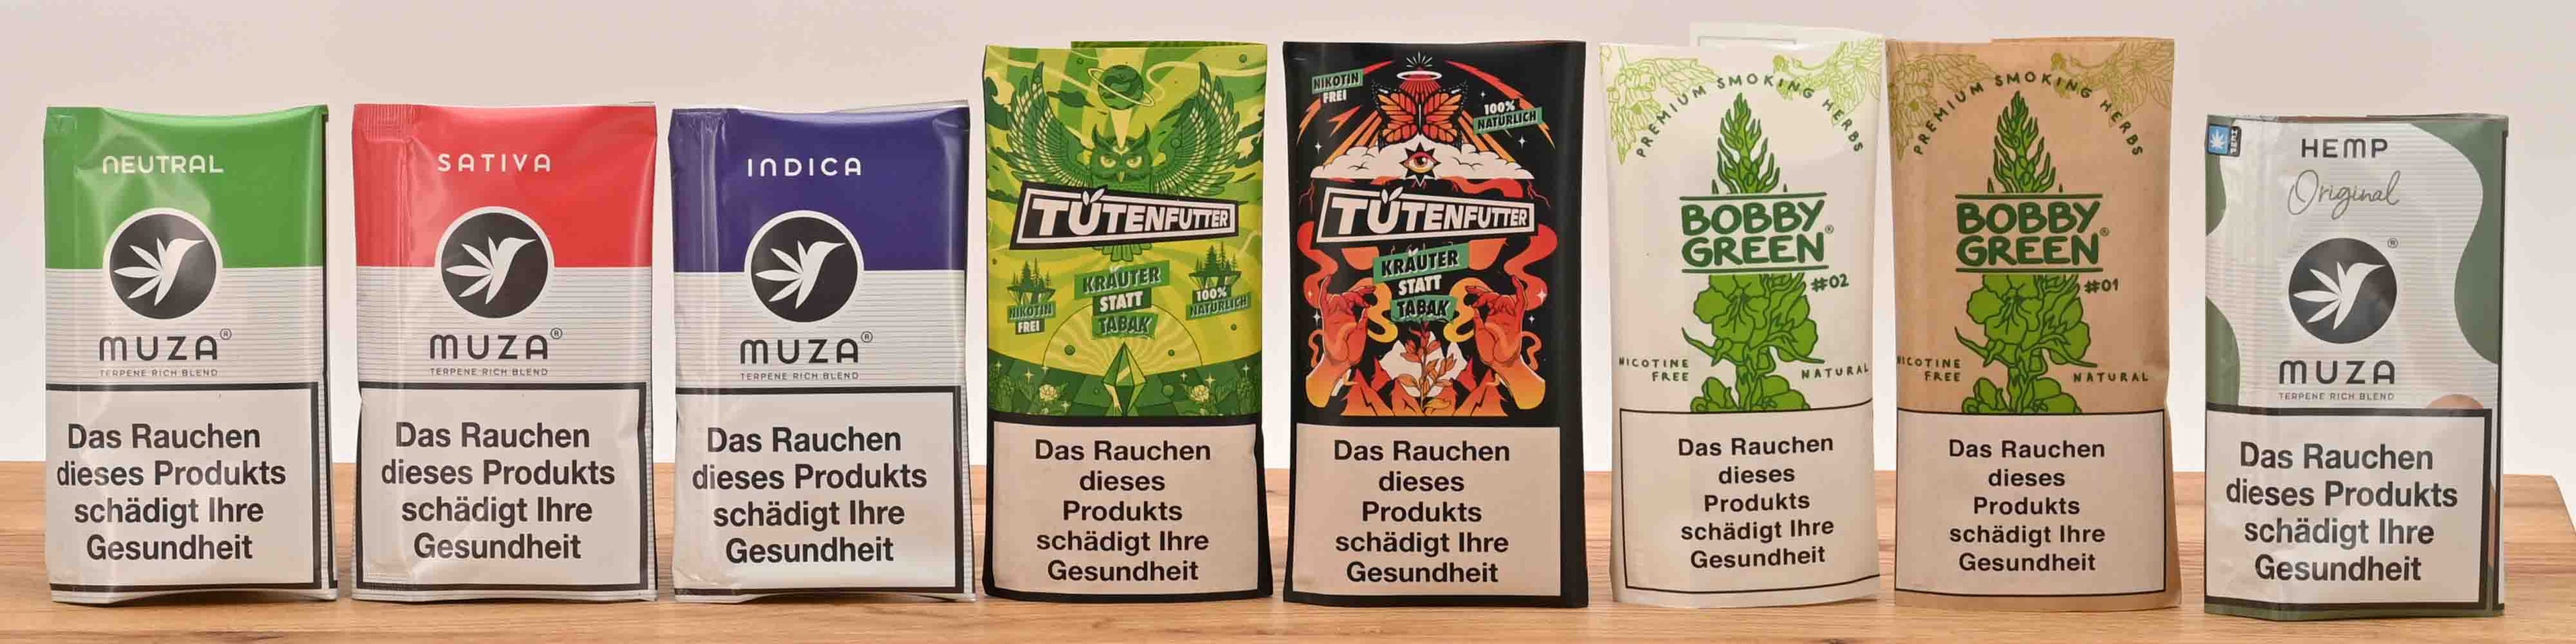 NEUTRAL
MUZA®
TERPENE RICH BLEND
Das Rauchen
dieses Produkts
schädigt Ihre
Gesundheit
SATIVA
MUZA®
TERPENE RICH BLEND
Das Rauchen
dieses Produkts
schädigt Ihre
Gesundheit
INDICA
MUZA®
TERPENE RICH BLEND
Das Rauchen
dieses Produkts
schädigt Ihre
Gesundheit
TÜTENFUTTER
KRÄUTER
STATT
TABAK
NIKOTIN
FREI
100%
NATÜRLICH
Das Rauchen
dieses
Produkts
schädigt Ihre
Gesundheit
NIKOTIN
FREI
100%
NATÜRLICH
TÜTENFUTTER
KRÄUTER
STATT
TABAK
Das Rauchen
dieses
Produkts
schädigt Ihre
Gesundheit
PREMIUM SMOKING HERBS
BOBBY
GREEN®
#02
NICOTINE
FREE
NATURAL
Das Rauchen
dieses
Produkts
schädigt Ihre
Gesundheit
PREMIUM SMOKING HERBS
BOBBY
GREEN®
#01
NICOTINE
FREE
NATURAL
Das Rauchen
dieses
Produkts
schädigt Ihre
Gesundheit
HEMP
Original
®
MUZA
TERPENE RICH BLEND
Das Rauchen
dieses Produkts
schädigt Ihre
Gesundheit